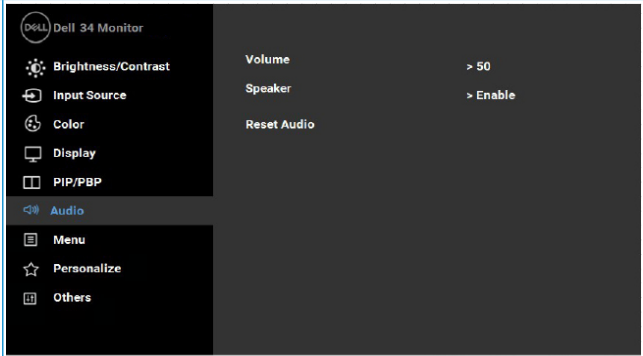 DELL Dell 34 Monitor
Brightness/Contrast
Input Source
Color
Display
PIP/PBP
Audio
Menu
Personalize
Others
Volume > 50
Speaker > Enable
Reset Audio